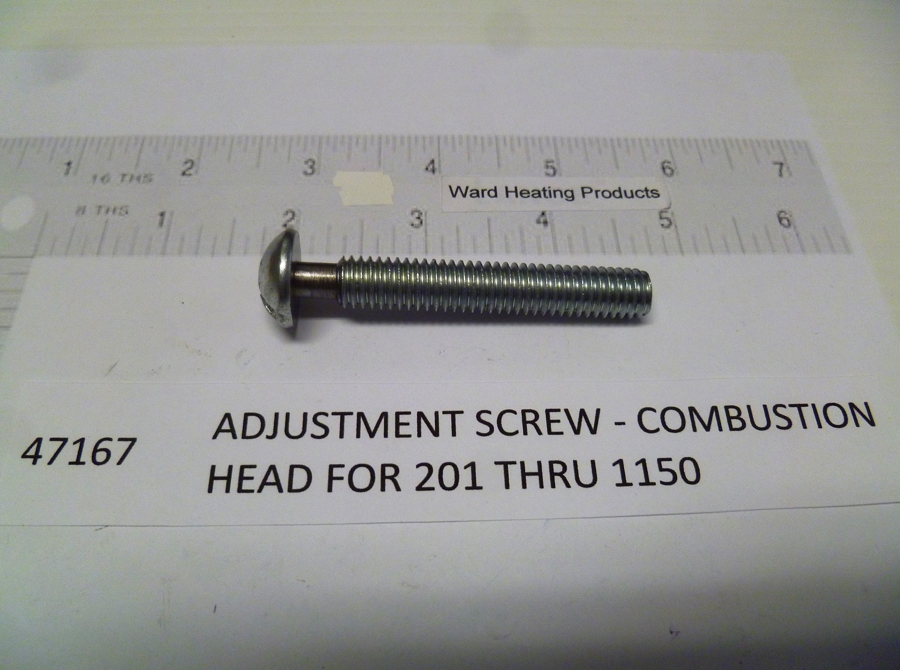 1 2 3 4 5 6 7
16 THS
Ward Heating Products
8 THS
1 2 3 4 5 6
47167 ADJUSTMENT SCREW - COMBUSTION
HEAD FOR 201 THRU 1150